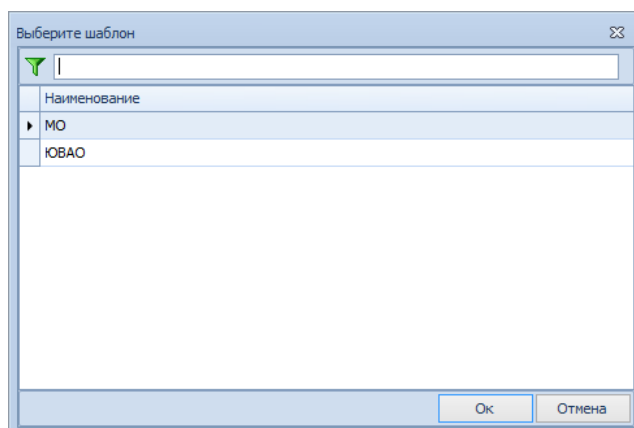 Выберите шаблон
Наименование
МО
ЮВАО
Ок
Отмена